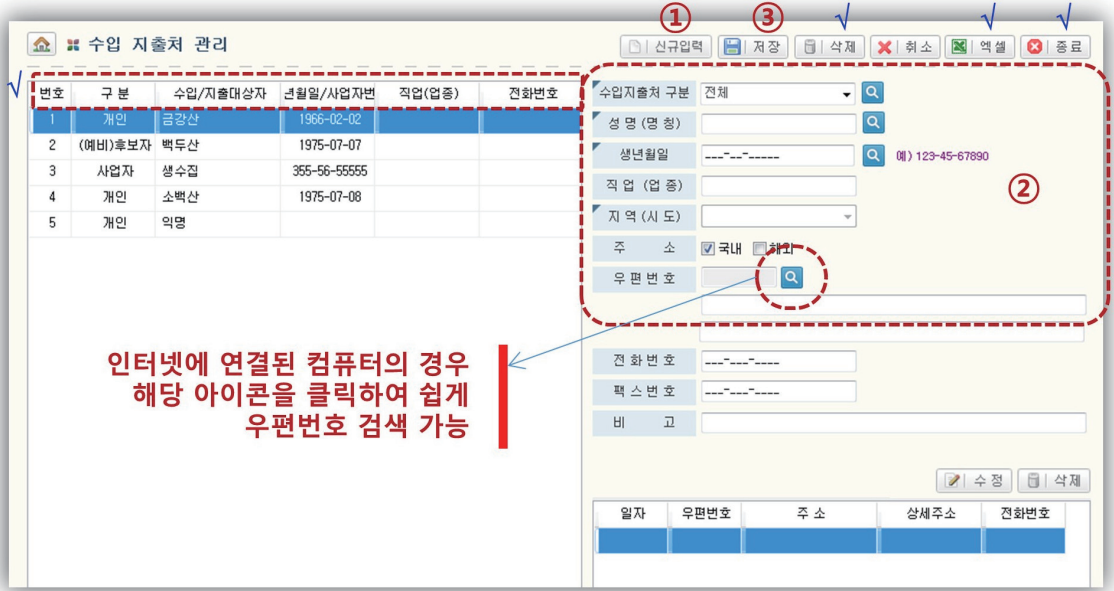 ① ③ √ √ √
수입 지출처 관리
신규입력 저장 삭제 취소 엑셀 종료
√
번호 구 분 수입/지출대상자 년월일/사업자번 직업(업종) 전화번호
1 개인 금강산 1966-02-02
2 (예비)후보자 백두산 1975-07-07
3 사업자 생수집 355-56-55555
4 개인 소백산 1975-07-08
5 개인 익명
수입지출처 구분 전체
성 명 (명 칭)
생년월일 ___-__-_____ 예) 123-45-67890
②
직 업 (업 종)
지 역 (시 도)
주 소 국내 해외
우 편 번 호
인터넷에 연결된 컴퓨터의 경우
해당 아이콘을 클릭하여 쉽게
우편번호 검색 가능
전 화 번 호 ___-___-____
팩 스 번 호 ___-___-____
비 고
수 정 삭제
일자 우편번호 주 소 상세주소 전화번호